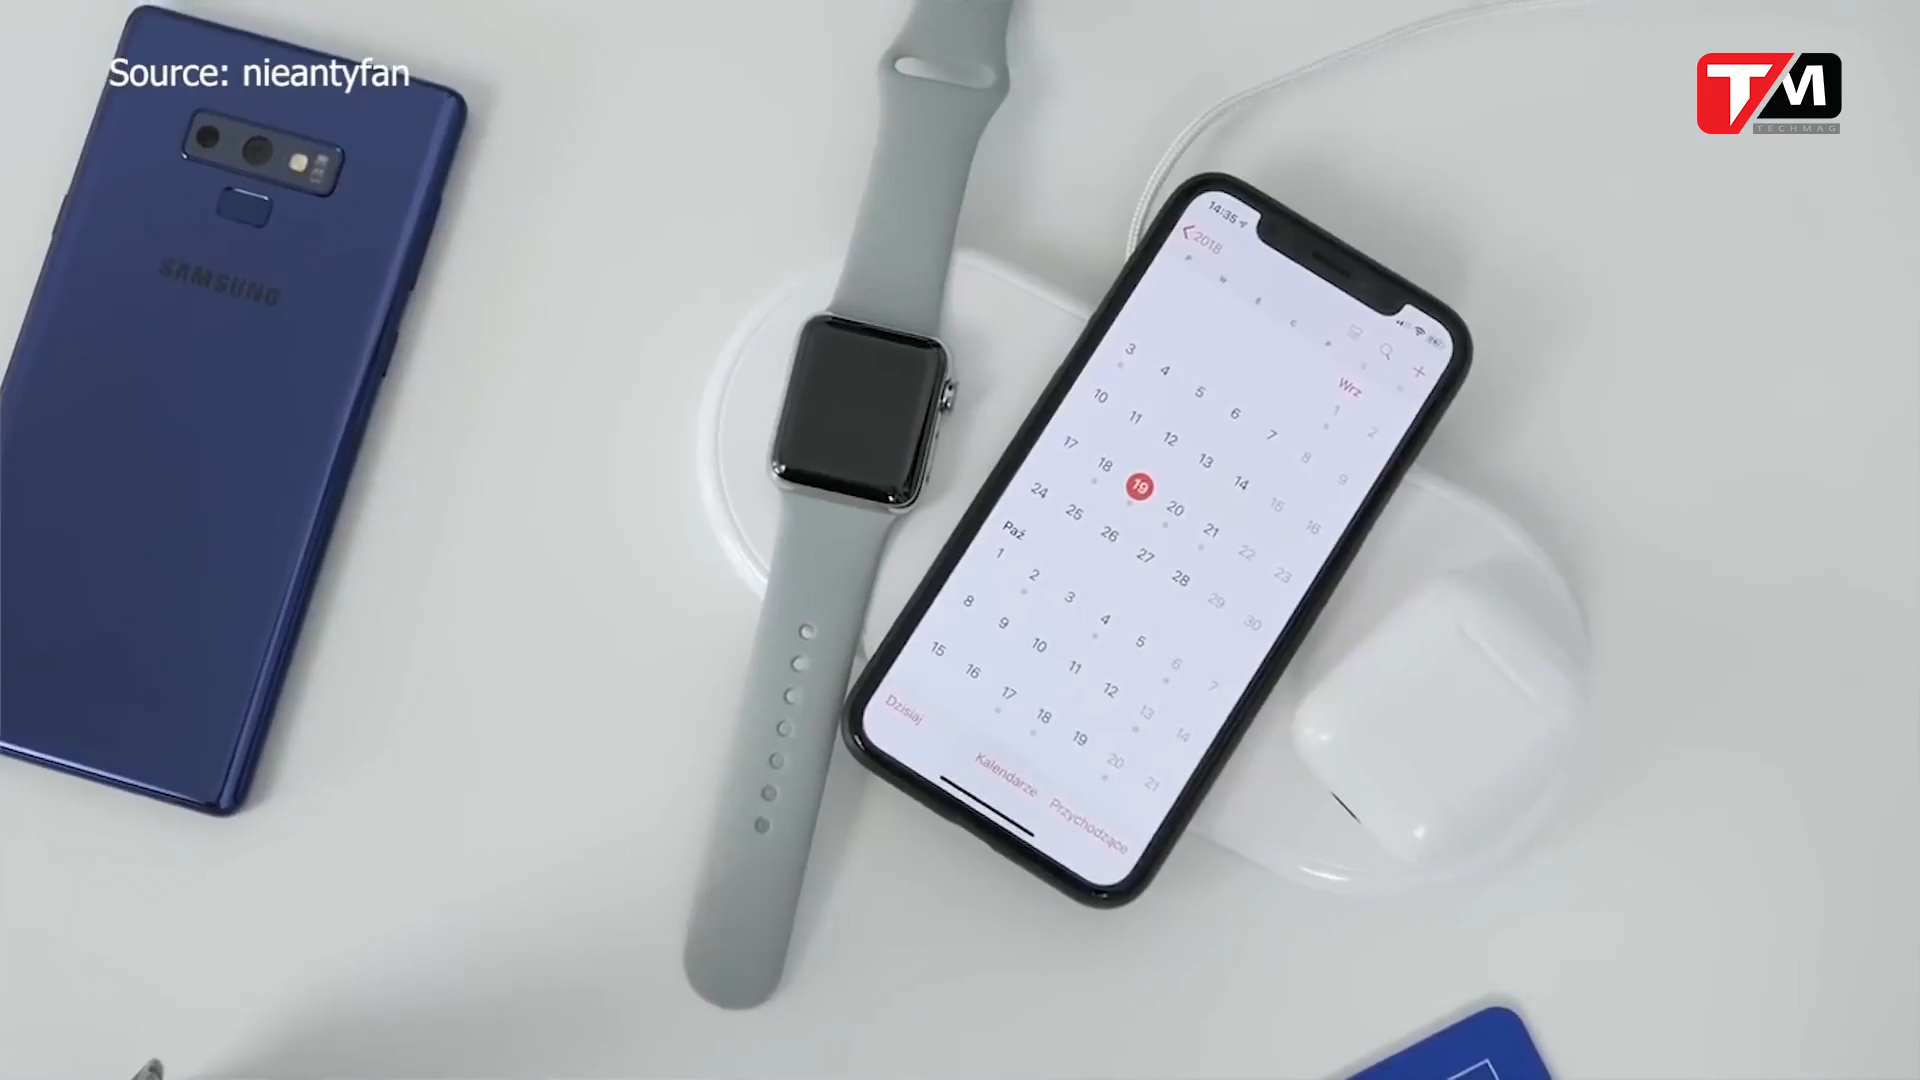 Source: nieantyfan
TM
TECHMAG
SAMSUNG
14:35
2018
Wrz
1 2
3 4 5 6 7 8 9
10 11 12 13 14 15 16
17 18 19 20 21 22 23
24 25 26 27 28 29 30
Paź
1 2 3 4 5 6 7
8 9 10 11 12 13 14
15 16 17 18 19 20 21
Dzisiaj Kalendarze Przychodzące